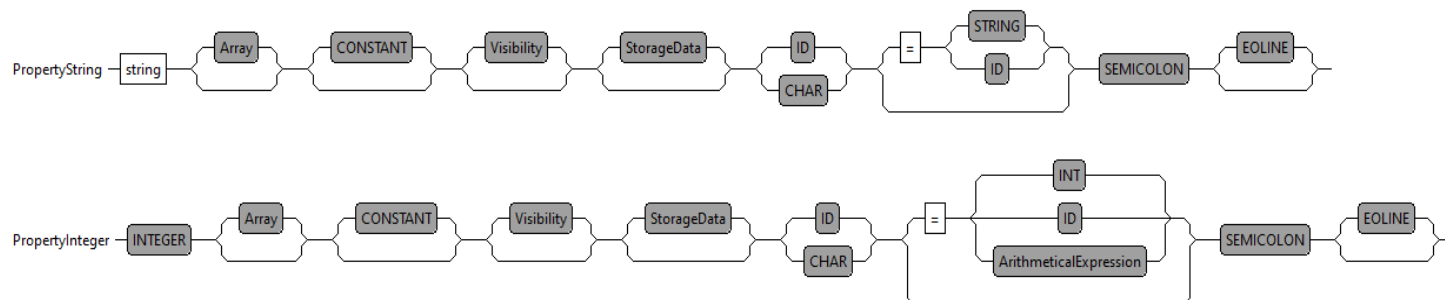 PropertyString string Array CONSTANT Visibility StorageData ID CHAR = STRING ID SEMICOLON EOLINE
PropertyInteger INTEGER Array CONSTANT Visibility StorageData ID CHAR = INT ID ArithmeticalExpression SEMICOLON EOLINE